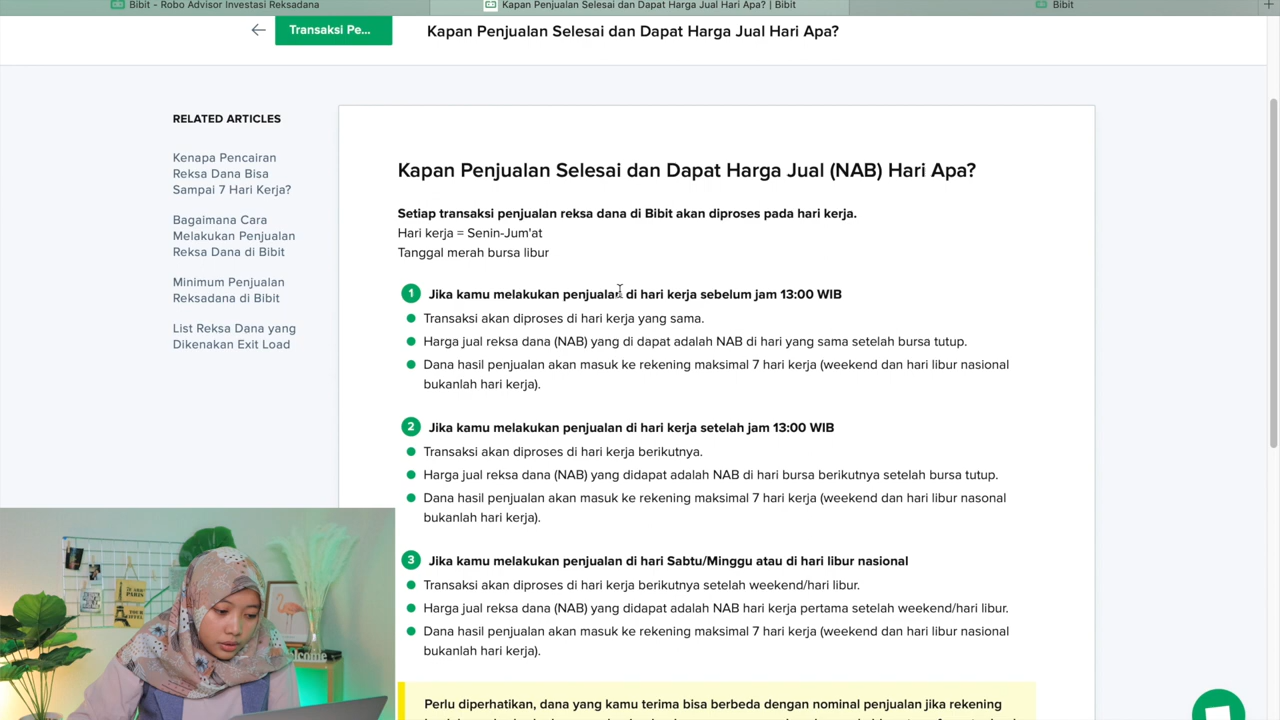 Bibit - Robo Advisor Investasi Reksadana
Kapan Penjualan Selesai dan Dapat Harga Jual Hari Apa? | Bibit
Bibit
Transaksi Pe...
Kapan Penjualan Selesai dan Dapat Harga Jual Hari Apa?
RELATED ARTICLES
Kenapa Pencairan
Reksa Dana Bisa
Sampai 7 Hari Kerja?
Bagaimana Cara
Melakukan Penjualan
Reksa Dana di Bibit
Minimum Penjualan
Reksadana di Bibit
List Reksa Dana yang
Dikenakan Exit Load
Kapan Penjualan Selesai dan Dapat Harga Jual (NAB) Hari Apa?
Setiap transaksi penjualan reksa dana di Bibit akan diproses pada hari kerja.
Hari kerja = Senin-Jum'at
Tanggal merah bursa libur
1 Jika kamu melakukan penjualan di hari kerja sebelum jam 13:00 WIB
Transaksi akan diproses di hari kerja yang sama.
Harga jual reksa dana (NAB) yang di dapat adalah NAB di hari yang sama setelah bursa tutup.
Dana hasil penjualan akan masuk ke rekening maksimal 7 hari kerja (weekend dan hari libur nasional
bukanlah hari kerja).
2 Jika kamu melakukan penjualan di hari kerja setelah jam 13:00 WIB
Transaksi akan diproses di hari kerja berikutnya.
Harga jual reksa dana (NAB) yang didapat adalah NAB di hari bursa berikutnya setelah bursa tutup.
Dana hasil penjualan akan masuk ke rekening maksimal 7 hari kerja (weekend dan hari libur nasonal
bukanlah hari kerja).
3 Jika kamu melakukan penjualan di hari Sabtu/Minggu atau di hari libur nasional
Transaksi akan diproses di hari kerja berikutnya setelah weekend/hari libur.
Harga jual reksa dana (NAB) yang didapat adalah NAB hari kerja pertama setelah weekend/hari libur.
Dana hasil penjualan akan masuk ke rekening maksimal 7 hari kerja (weekend dan hari libur nasional
bukanlah hari kerja).
Perlu diperhatikan, dana yang kamu terima bisa berbeda dengan nominal penjualan jika rekening
PARIS